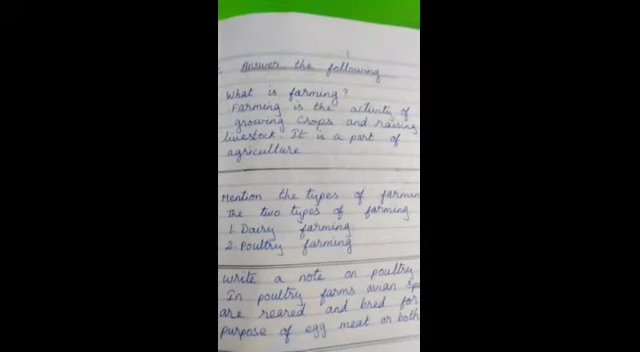 Answer the following
What is farming?
Farming is the activity of
growing crops and raising
livestock. It is a part of
agriculture
Mention the types of farmin
The two types of farming
1. Dairy farming
2. Poultry farming
Write a note on poultry
In poultry farms avian sp
are reared and bred for
purpose of egg meat or both